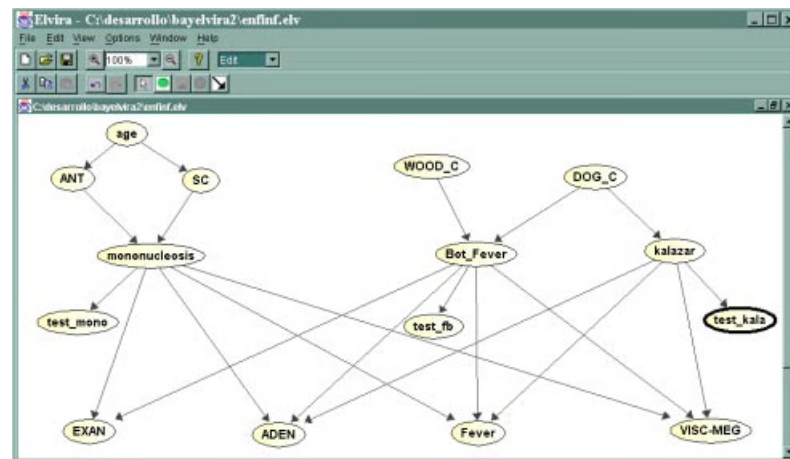 Elvira - C:\desarrollo\bayelvira2\enfinf.elv
File Edit View Options Window Help
100% Edit
C:\desarrollo\bayelvira2\enfinf.elv
age
ANT SC WOOD_C DOG_C
mononucleosis Bot_Fever kalazar
test_mono test_fb test_kala
EXAN ADEN Fever VISC-MEG